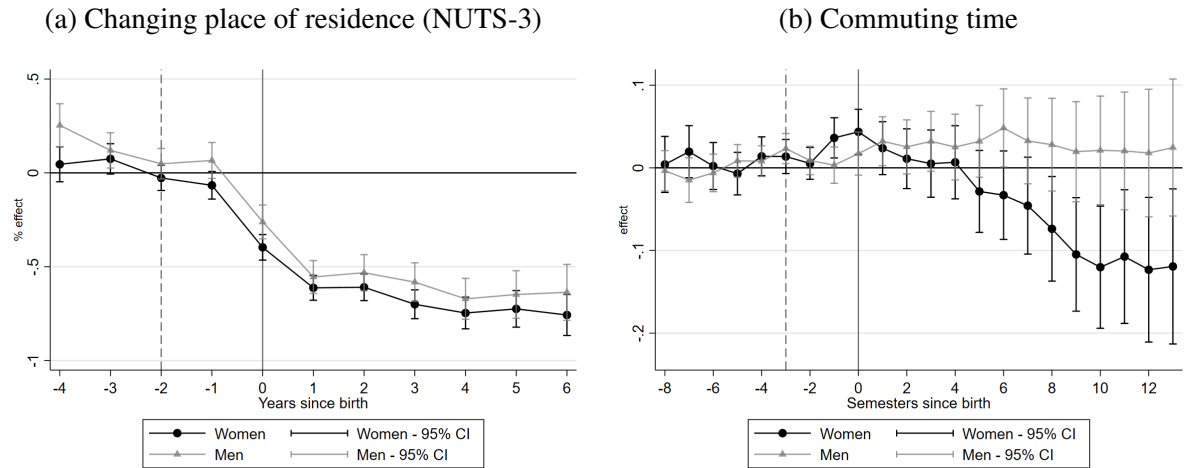 (a) Changing place of residence (NUTS-3)
% effect
.5
0
-.5
-1
-4 -3 -2 -1 0 1 2 3 4 5 6
Years since birth
Women Women - 95% CI
Men Men - 95% CI
(b) Commuting time
effect
.1
0
-.1
-.2
-8 -6 -4 -2 0 2 4 6 8 10 12
Semesters since birth
Women Women - 95% CI
Men Men - 95% CI